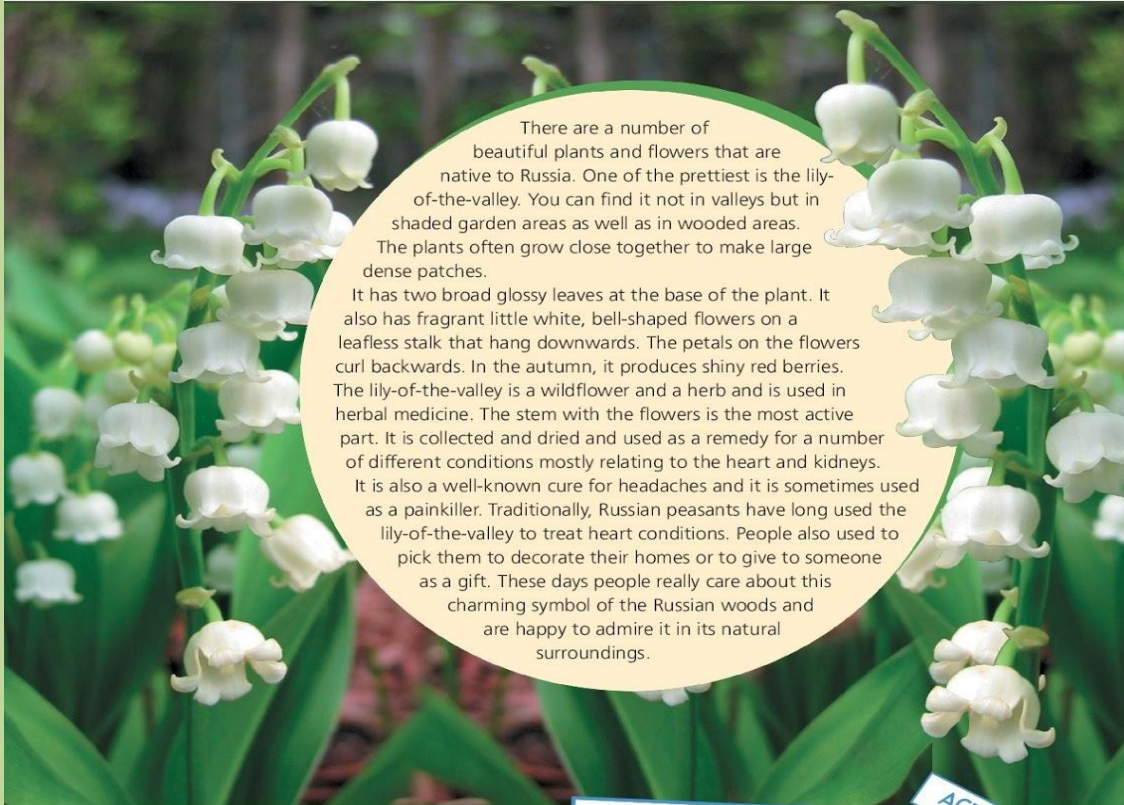 There are a number of
beautiful plants and flowers that are
native to Russia. One of the prettiest is the lily-
of-the-valley. You can find it not in valleys but in
shaded garden areas as well as in wooded areas.
The plants often grow close together to make large
dense patches.
It has two broad glossy leaves at the base of the plant. It
also has fragrant little white, bell-shaped flowers on a
leafless stalk that hang downwards. The petals on the flowers
curl backwards. In the autumn, it produces shiny red berries.
The lily-of-the-valley is a wildflower and a herb and is used in
herbal medicine. The stem with the flowers is the most active
part. It is collected and dried and used as a remedy for a number
of different conditions mostly relating to the heart and kidneys.
It is also a well-known cure for headaches and it is sometimes used
as a painkiller. Traditionally, Russian peasants have long used the
lily-of-the-valley to treat heart conditions. People also used to
pick them to decorate their homes or to give to someone
as a gift. These days people really care about this
charming symbol of the Russian woods and
are happy to admire it in its natural
surroundings.